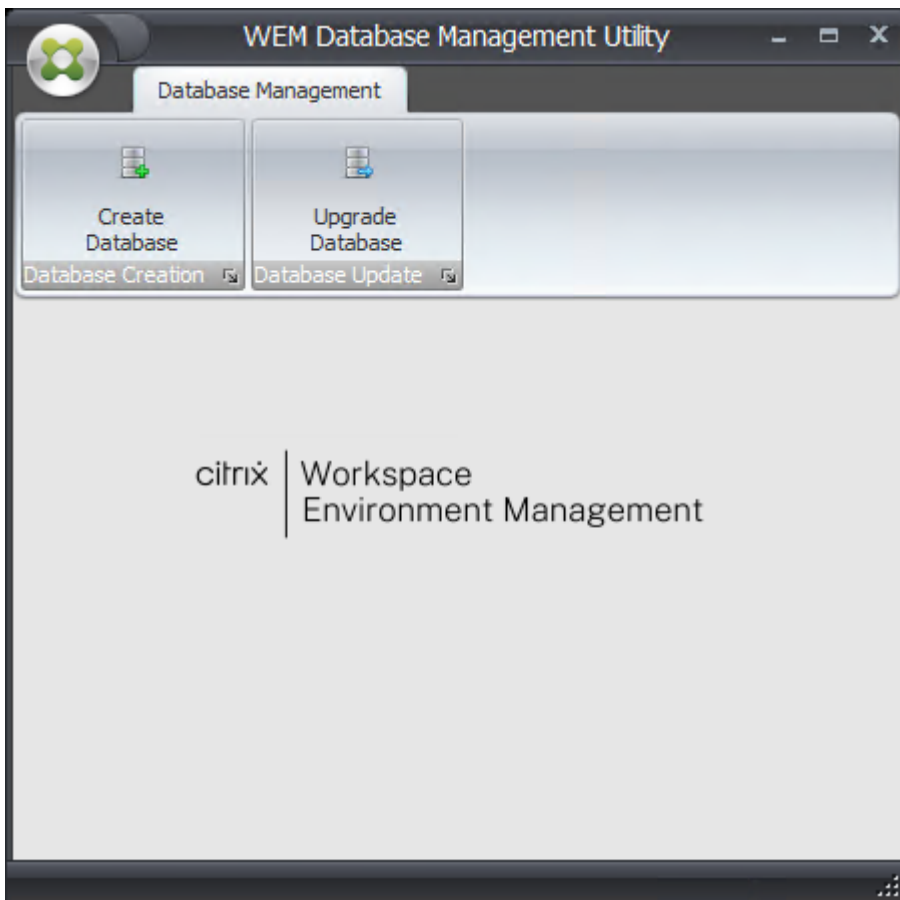 WEM Database Management Utility
Database Management
Create
Database
Upgrade
Database
Database Creation
Database Update
citrix
Workspace
Environment Management